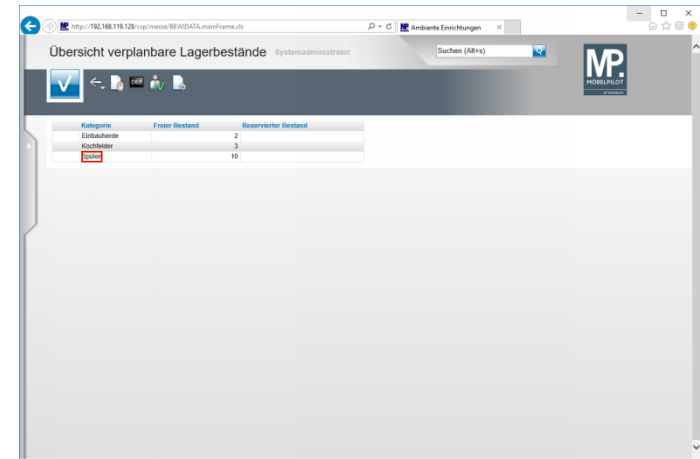 http://192.168.119.128/csp/messe/BEWIDATA.mainFrame.cls
MP Ambiente Einrichtungen
Übersicht verplanbare Lagerbestände Systemadministrator
Suchen (Alt+s)
MP.
MÖBELPILOT
Kategorie Freier Bestand Reservierter Bestand
Einbauherde 2
Kochfelder 3
Spülen 10